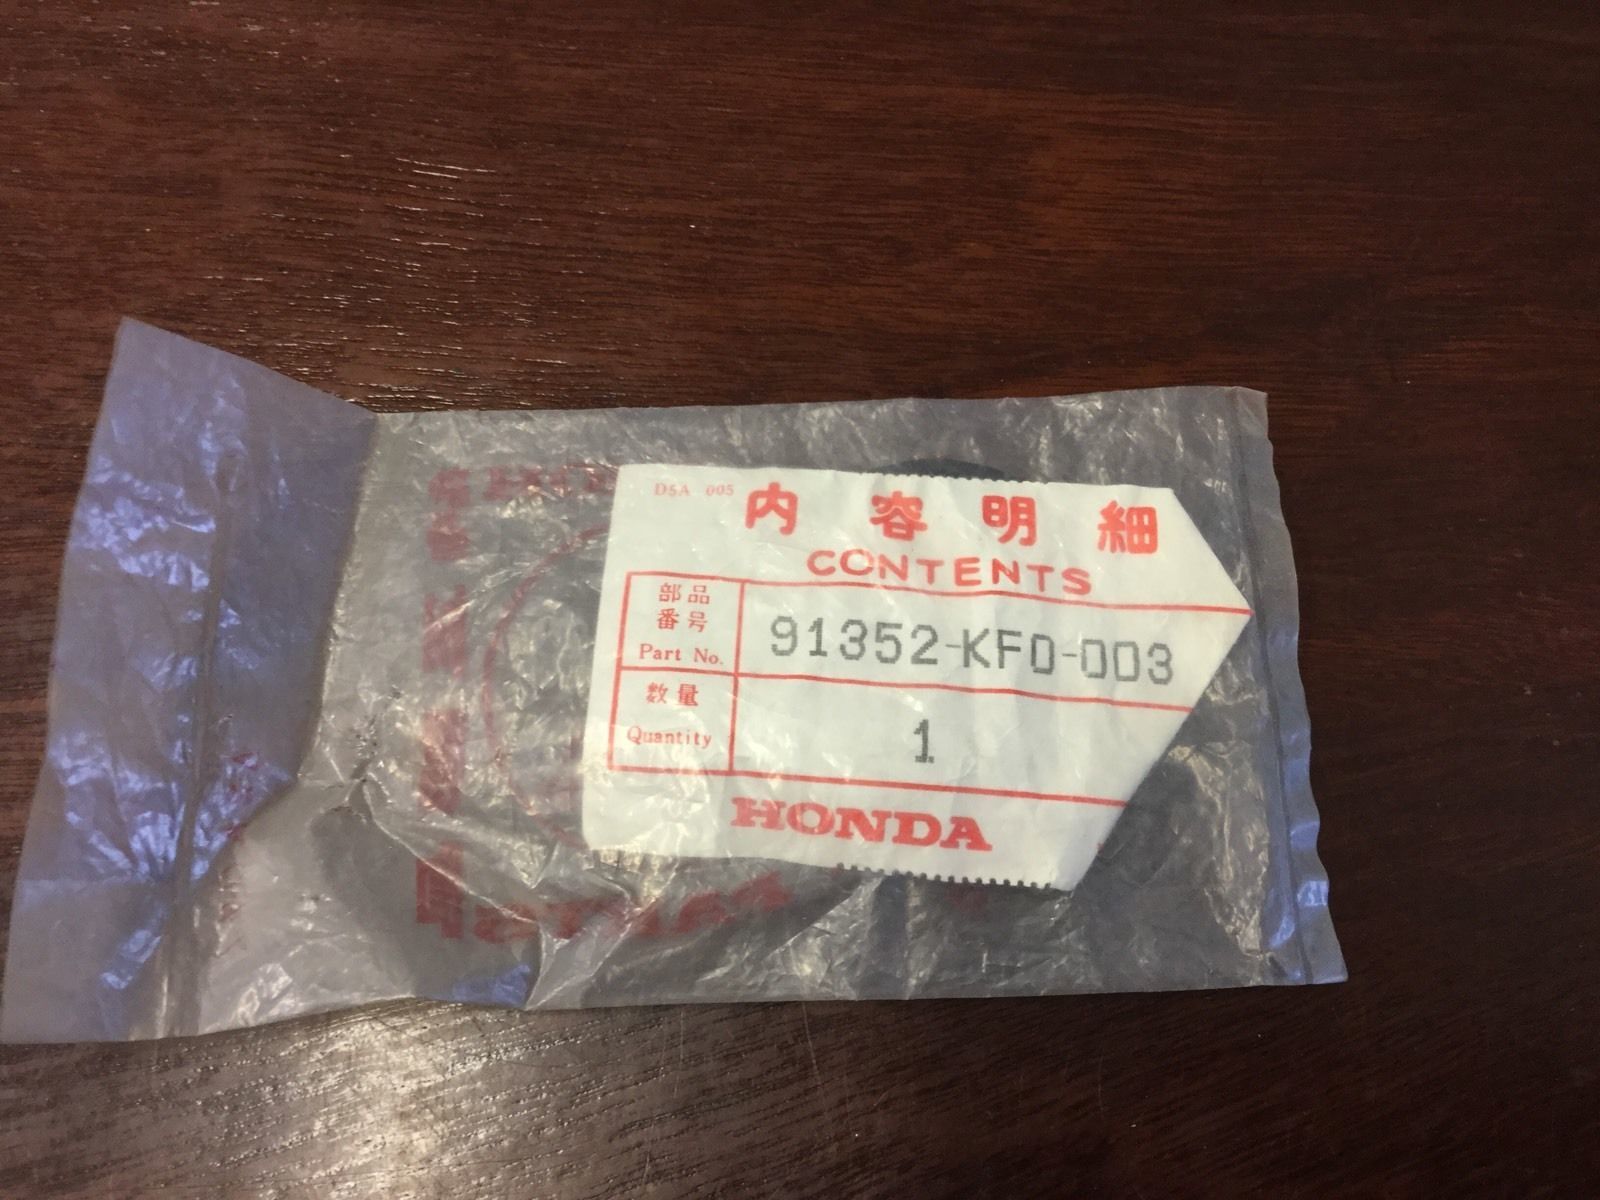 D5A 005
内容明細
CONTENTS
部品
番号
Part No.
91352-KF0-003
数量
Quantity
1
HONDA